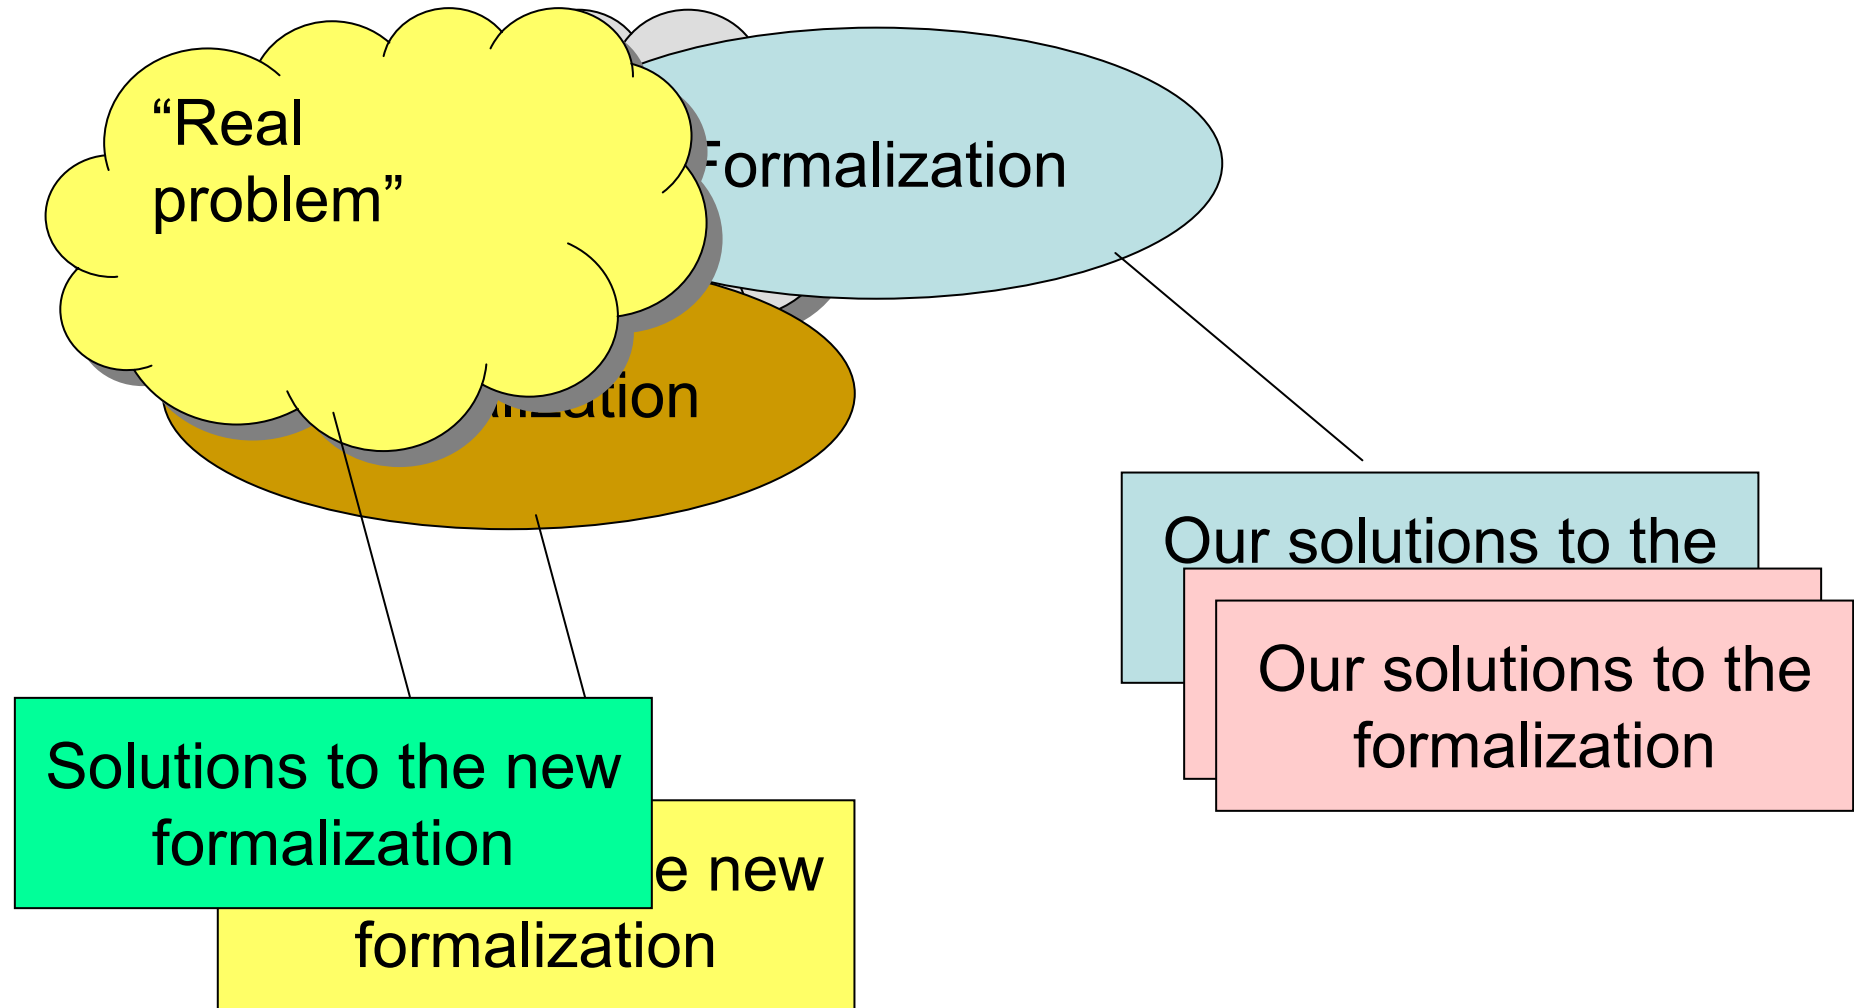 “Real
problem”
Formalization
Our solutions to the
Our solutions to the
formalization
Solutions to the new
formalization
new
formalization